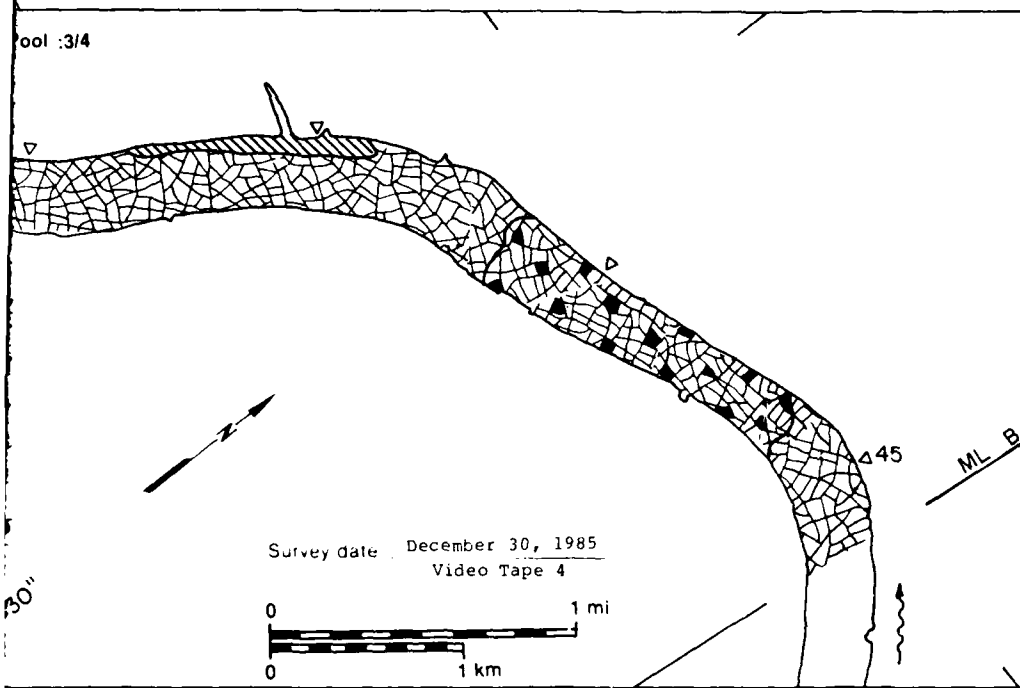 ool :3/4
N
45
ML B
30"
Survey date December 30, 1985
Video Tape 4
0 1 mi
0 1 km